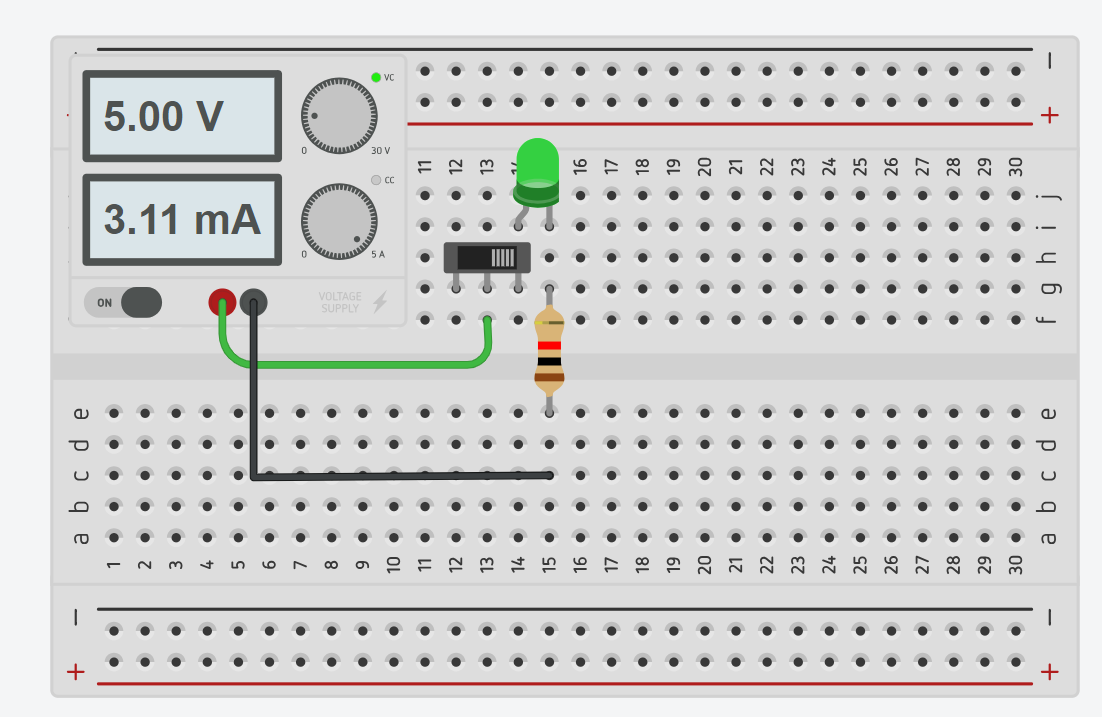 5.00 V
VC
0 30 V
3.11 mA
CC
0 5 A
ON
VOLTAGE
SUPPLY
−
+
11 12 13 16 17 18 19 20 21 22 23 24 25 26 27 28 29 30
j
i
h
g
f
e e
d d
c c
b b
a a
1 2 3 4 5 6 7 8 9 10 11 12 13 14 15 16 17 18 19 20 21 22 23 24 25 26 27 28 29 30
− −
+ +